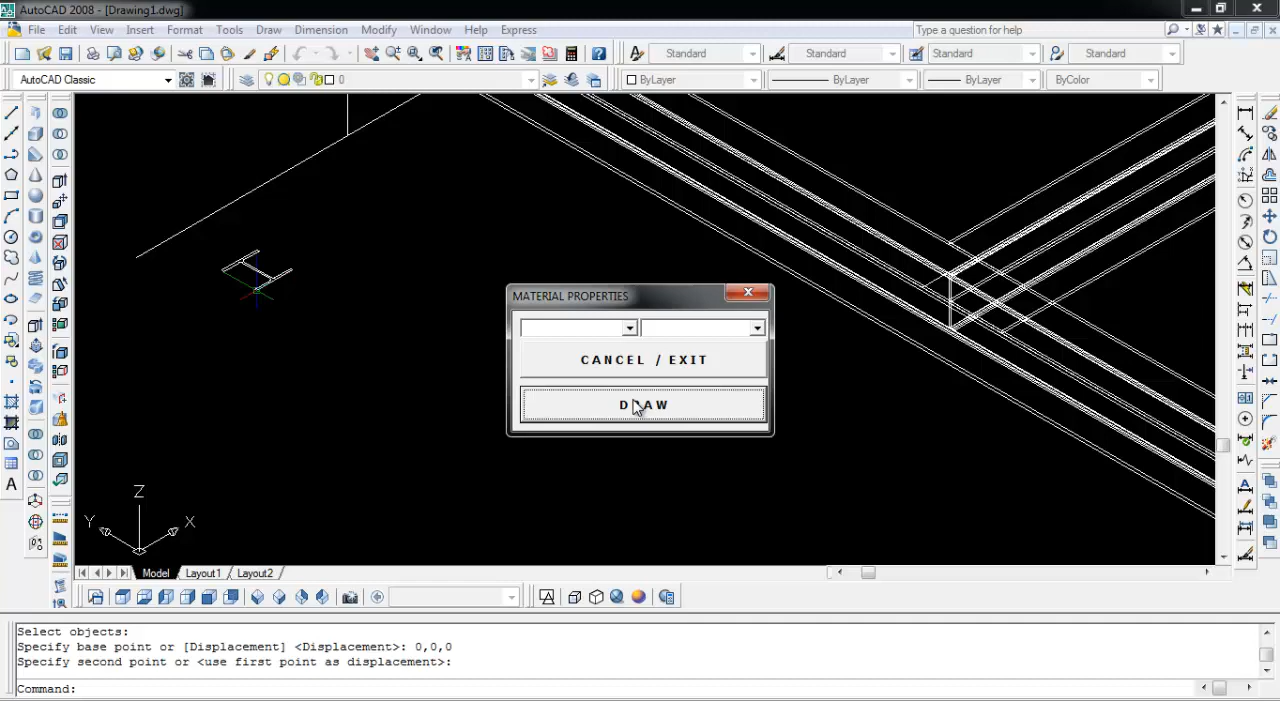 AutoCAD 2008 - [Drawing1.dwg]
File Edit View Insert Format Tools Draw Dimension Modify Window Help Type a question for help
Standard Standard Standard Standard
AutoCAD Classic 0 ByLayer ByLayer ByLayer ByColor
MATERIAL PROPERTIES
CANCEL / EXIT
DRAW
Z
Y X
A
Model Layout1 Layout2
Select objects:
Specify base point or [Displacement] <Displacement>: 0,0,0
Specify second point or <use first point as displacement>:
Command: